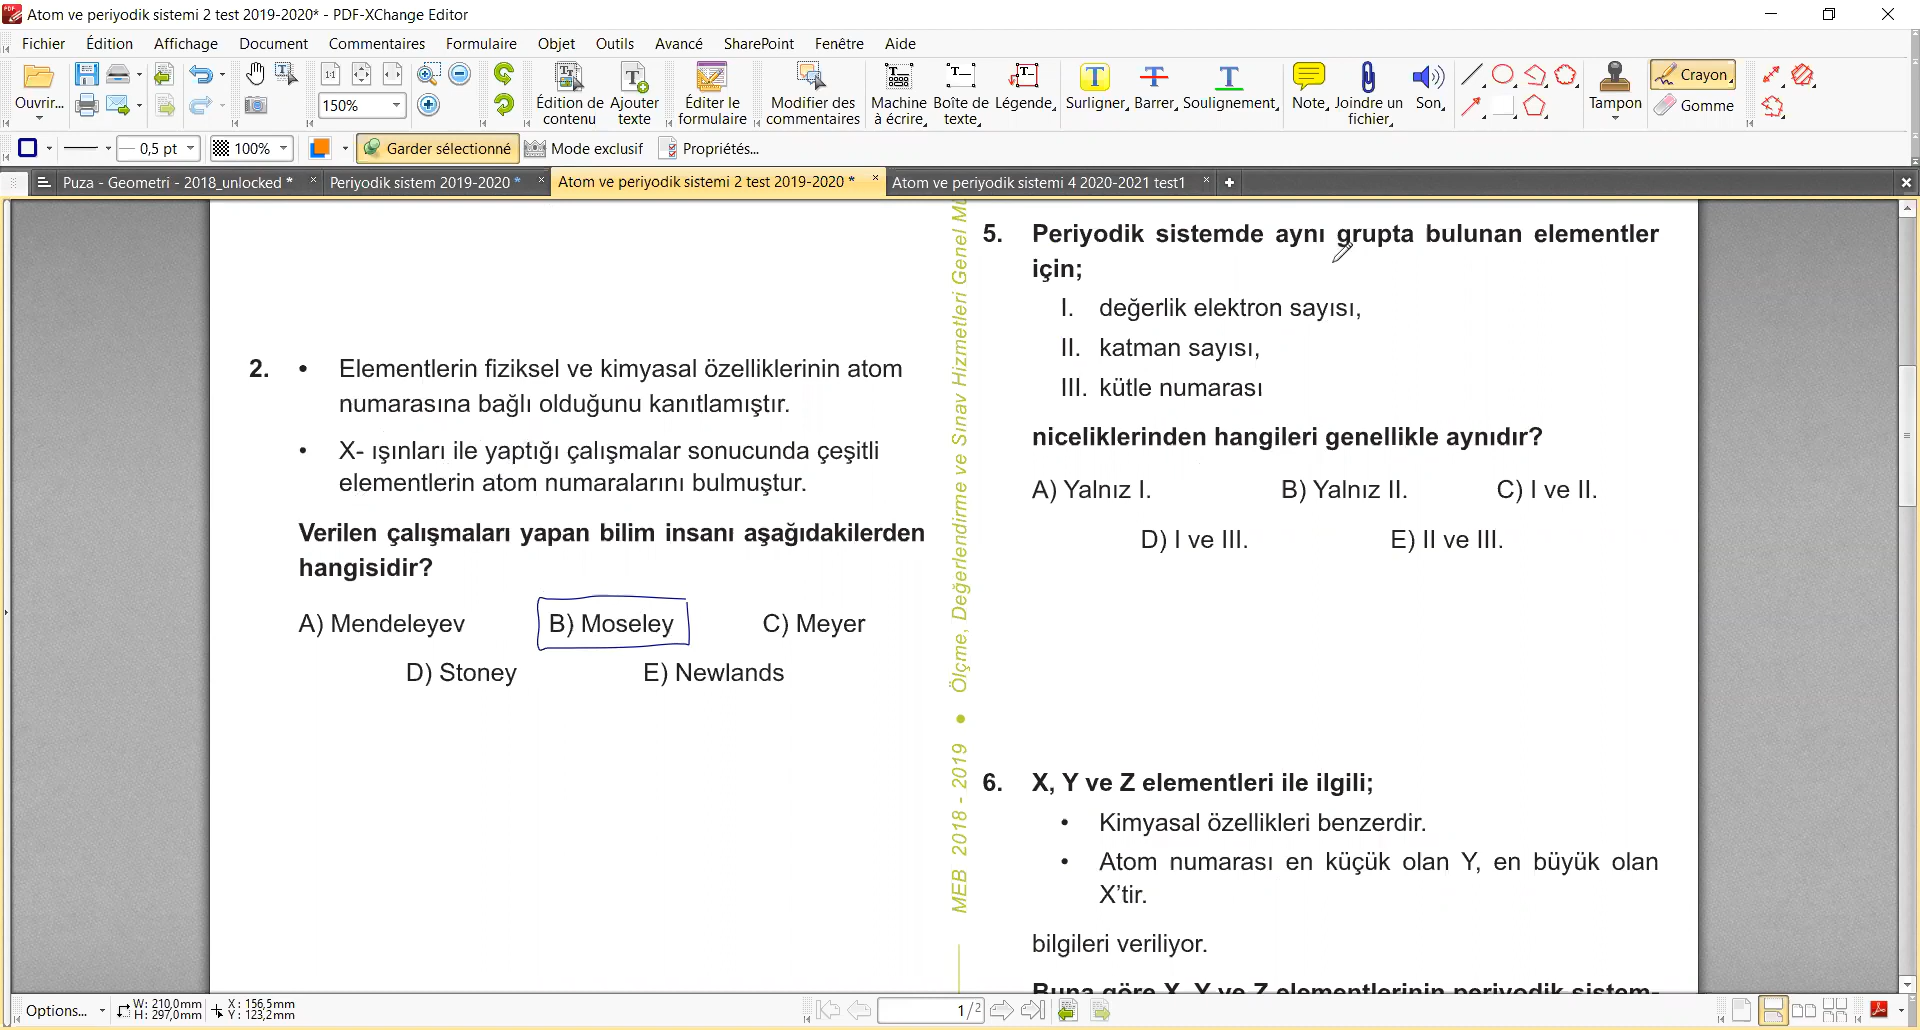 Atom ve periyodik sistemi 2 test 2019-2020* - PDF-XChange Editor
Fichier Édition Affichage Document Commentaires Formulaire Objet Outils Avancé SharePoint Fenêtre Aide
Ouvrir...
150%
Édition de contenu
Ajouter texte
Éditer le formulaire
Modifier des commentaires
Machine à écrire
Boîte de texte
Légende
Surligner
Barrer
Soulignement
Note
Joindre un fichier
Son
Tampon
Crayon
Gomme
0,5 pt 100% Garder sélectionné Mode exclusif Propriétés...
Puza - Geometri - 2018_unlocked * Periyodik sistem 2019-2020 * Atom ve periyodik sistemi 2 test 2019-2020 * Atom ve periyodik sistemi 4 2020-2021 test1
2. • Elementlerin fiziksel ve kimyasal özelliklerinin atom
numarasına bağlı olduğunu kanıtlamıştır.
• X- ışınları ile yaptığı çalışmalar sonucunda çeşitli
elementlerin atom numaralarını bulmuştur.
Verilen çalışmaları yapan bilim insanı aşağıdakilerden
hangisidir?
A) Mendeleyev B) Moseley C) Meyer
D) Stoney E) Newlands
MEB 2018 - 2019 ● Ölçme, Değerlendirme ve Sınav Hizmetleri Genel
5. Periyodik sistemde aynı grupta bulunan elementler
için;
I. değerlik elektron sayısı,
II. katman sayısı,
III. kütle numarası
niceliklerinden hangileri genellikle aynıdır?
A) Yalnız I. B) Yalnız II. C) I ve II.
D) I ve III. E) II ve III.
6. X, Y ve Z elementleri ile ilgili;
• Kimyasal özellikleri benzerdir.
• Atom numarası en küçük olan Y, en büyük olan
X'tir.
bilgileri veriliyor.
Buna göre X, Y ve Z elementlerinin periyodik sistem-
Options... W: 210,0mm H: 297,0mm X: 156,5mm Y: 123,2mm 1/2